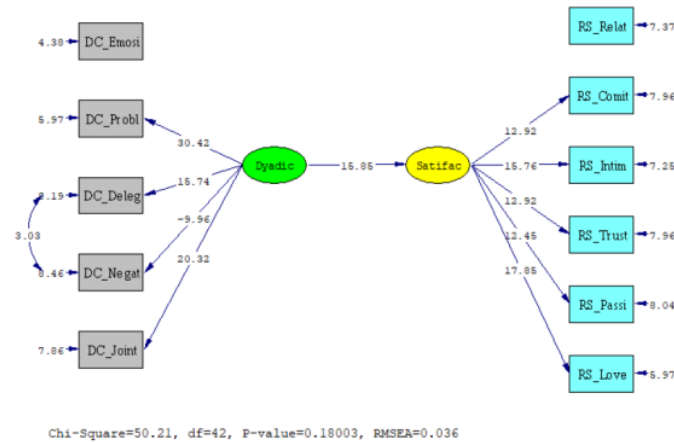 4.38 DC_Emosi
RS_Relat 7.37
5.97 DC_Probl
RS_Comit 7.96
30.42
12.92
Dyadic 15.85 Satifac
15.76 RS_Intim 7.25
15.74
8.19 DC_Deleg
12.92
-9.96
3.03
12.45
RS_Trust 7.96
20.32
17.85
8.46 DC_Negat
RS_Passi 8.04
7.86 DC_Joint
RS_Love 5.97
Chi-Square=50.21, df=42, P-value=0.18003, RMSEA=0.036